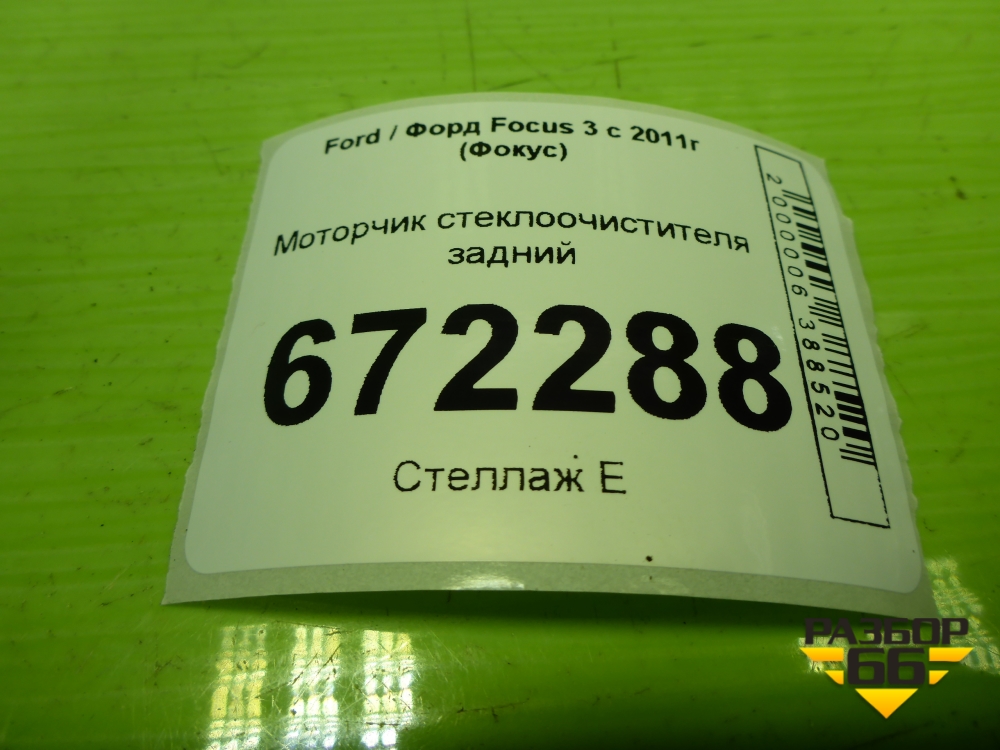 Ford / Форд Focus 3 с 2011г
(Фокус)
Моторчик стеклоочистителя
задний
672288
Стеллаж Е
2000006388520
РАЗБОР
66